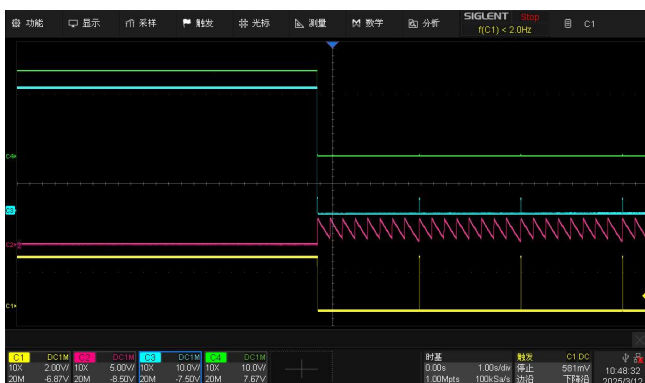 功能 显示 采样 触发 光标 测量 数学 分析 SIGLENT Stop C1
f(C1) < 2.0Hz
C4
C3
C2
C1
C1 DC1M C2 DC1M C3 DC1M C4 DC1M 时基 触发 C1 DC
10X 2.00V/ 10X 5.00V/ 10X 10.0V/ 10X 10.0V/ 0.00s 1.00s/div 停止 581mV 10:48:32
20M -6.87V 20M -8.50V 20M -7.50V 20M 7.67V 1.00Mpts 100kSa/s 边沿 下降沿 2025/3/12